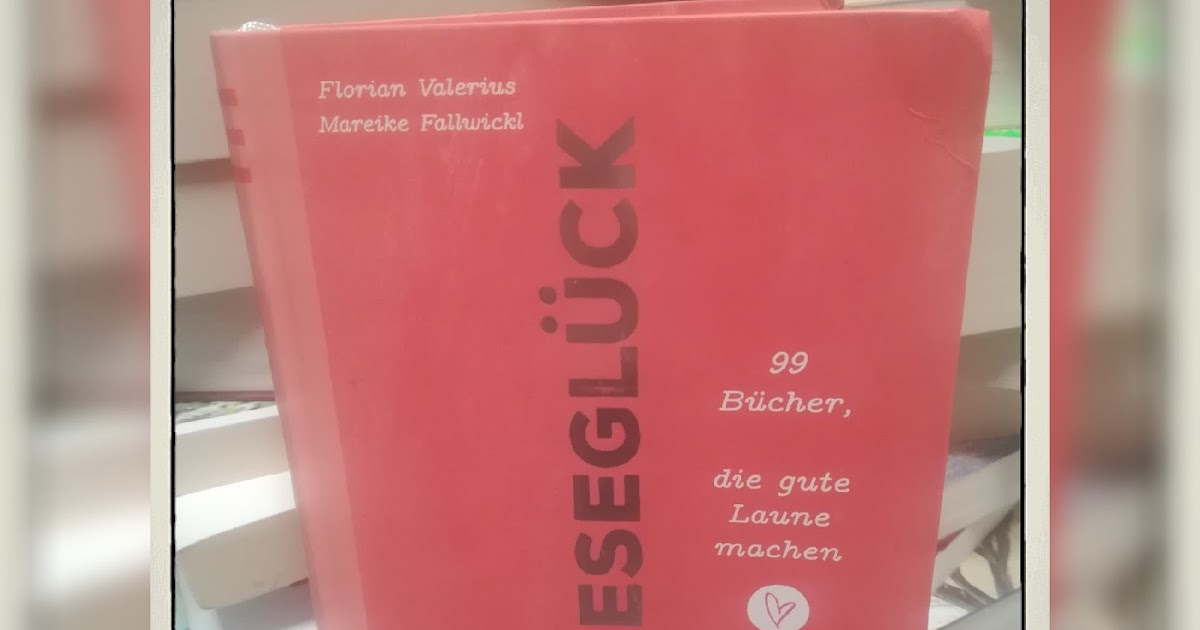 Florian Valerius
Mareike Fallwickl
ESEGLÜCK
99
Bücher,
die gute
Laune
machen